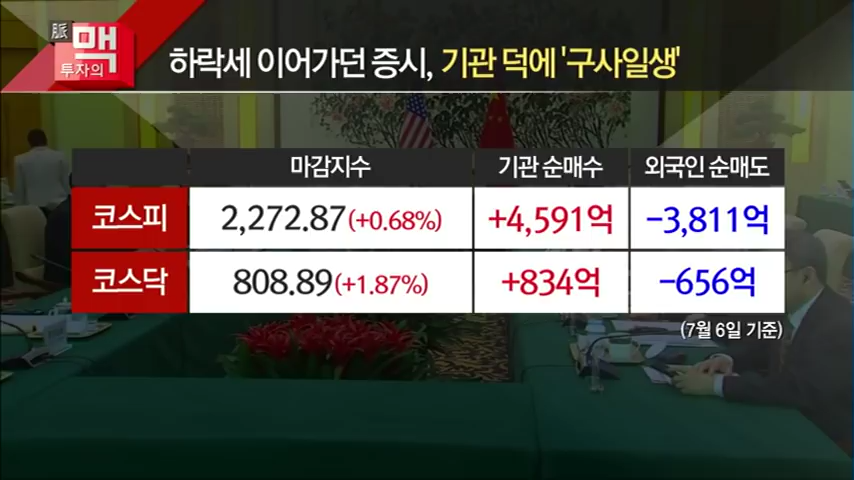 脈
맥
투자의
하락세 이어가던 증시, 기관 덕에 '구사일생'
마감지수 기관 순매수 외국인 순매도
코스피 2,272.87(+0.68%) +4,591억 -3,811억
코스닥 808.89(+1.87%) +834억 -656억
(7월 6일 기준)